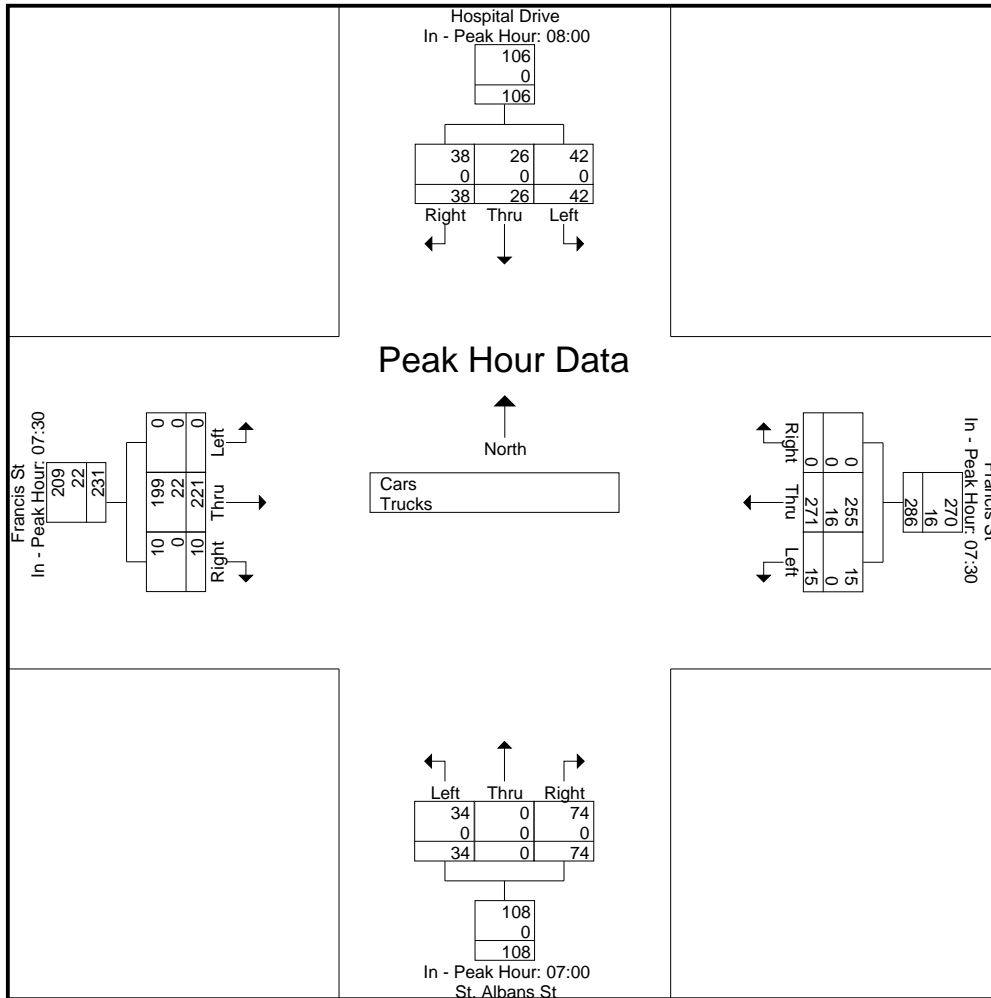 Hospital Drive
In - Peak Hour: 08:00
106
0
106
38 26 42
0 0 0
38 26 42
Right Thru Left
Peak Hour Data
North
Cars
Trucks
Francis St
In - Peak Hour: 07:30
209
22
231
0 0 0
199 22 221
10 0 10
Left
Thru
Right
Francis St
In - Peak Hour: 07:30
270
16
286
0 0 0
255 16 271
15 0 15
Right
Thru
Left
Left Thru Right
34 0 74
0 0 0
34 0 74
108
0
108
In - Peak Hour: 07:00
St. Albans St